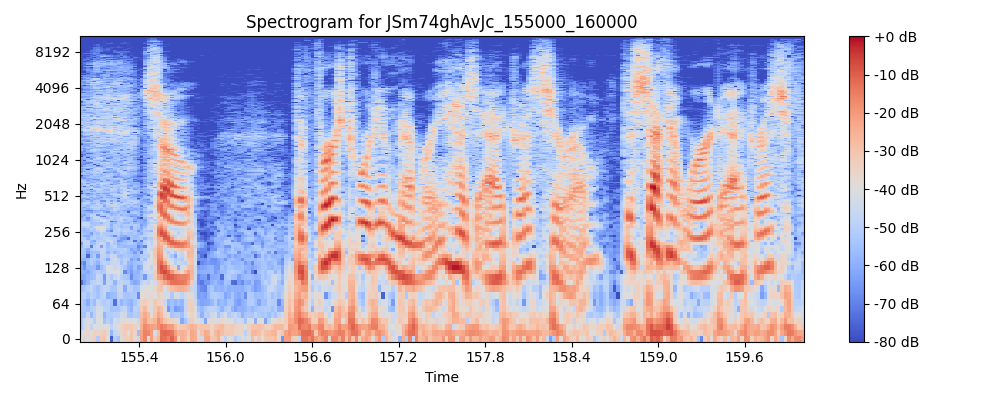 Spectrogram for JSm74ghAvJc_155000_160000
8192
4096
2048
1024
512
256
128
64
0
Hz
155.4 156.0 156.6 157.2 157.8 158.4 159.0 159.6
Time
+0 dB
-10 dB
-20 dB
-30 dB
-40 dB
-50 dB
-60 dB
-70 dB
-80 dB